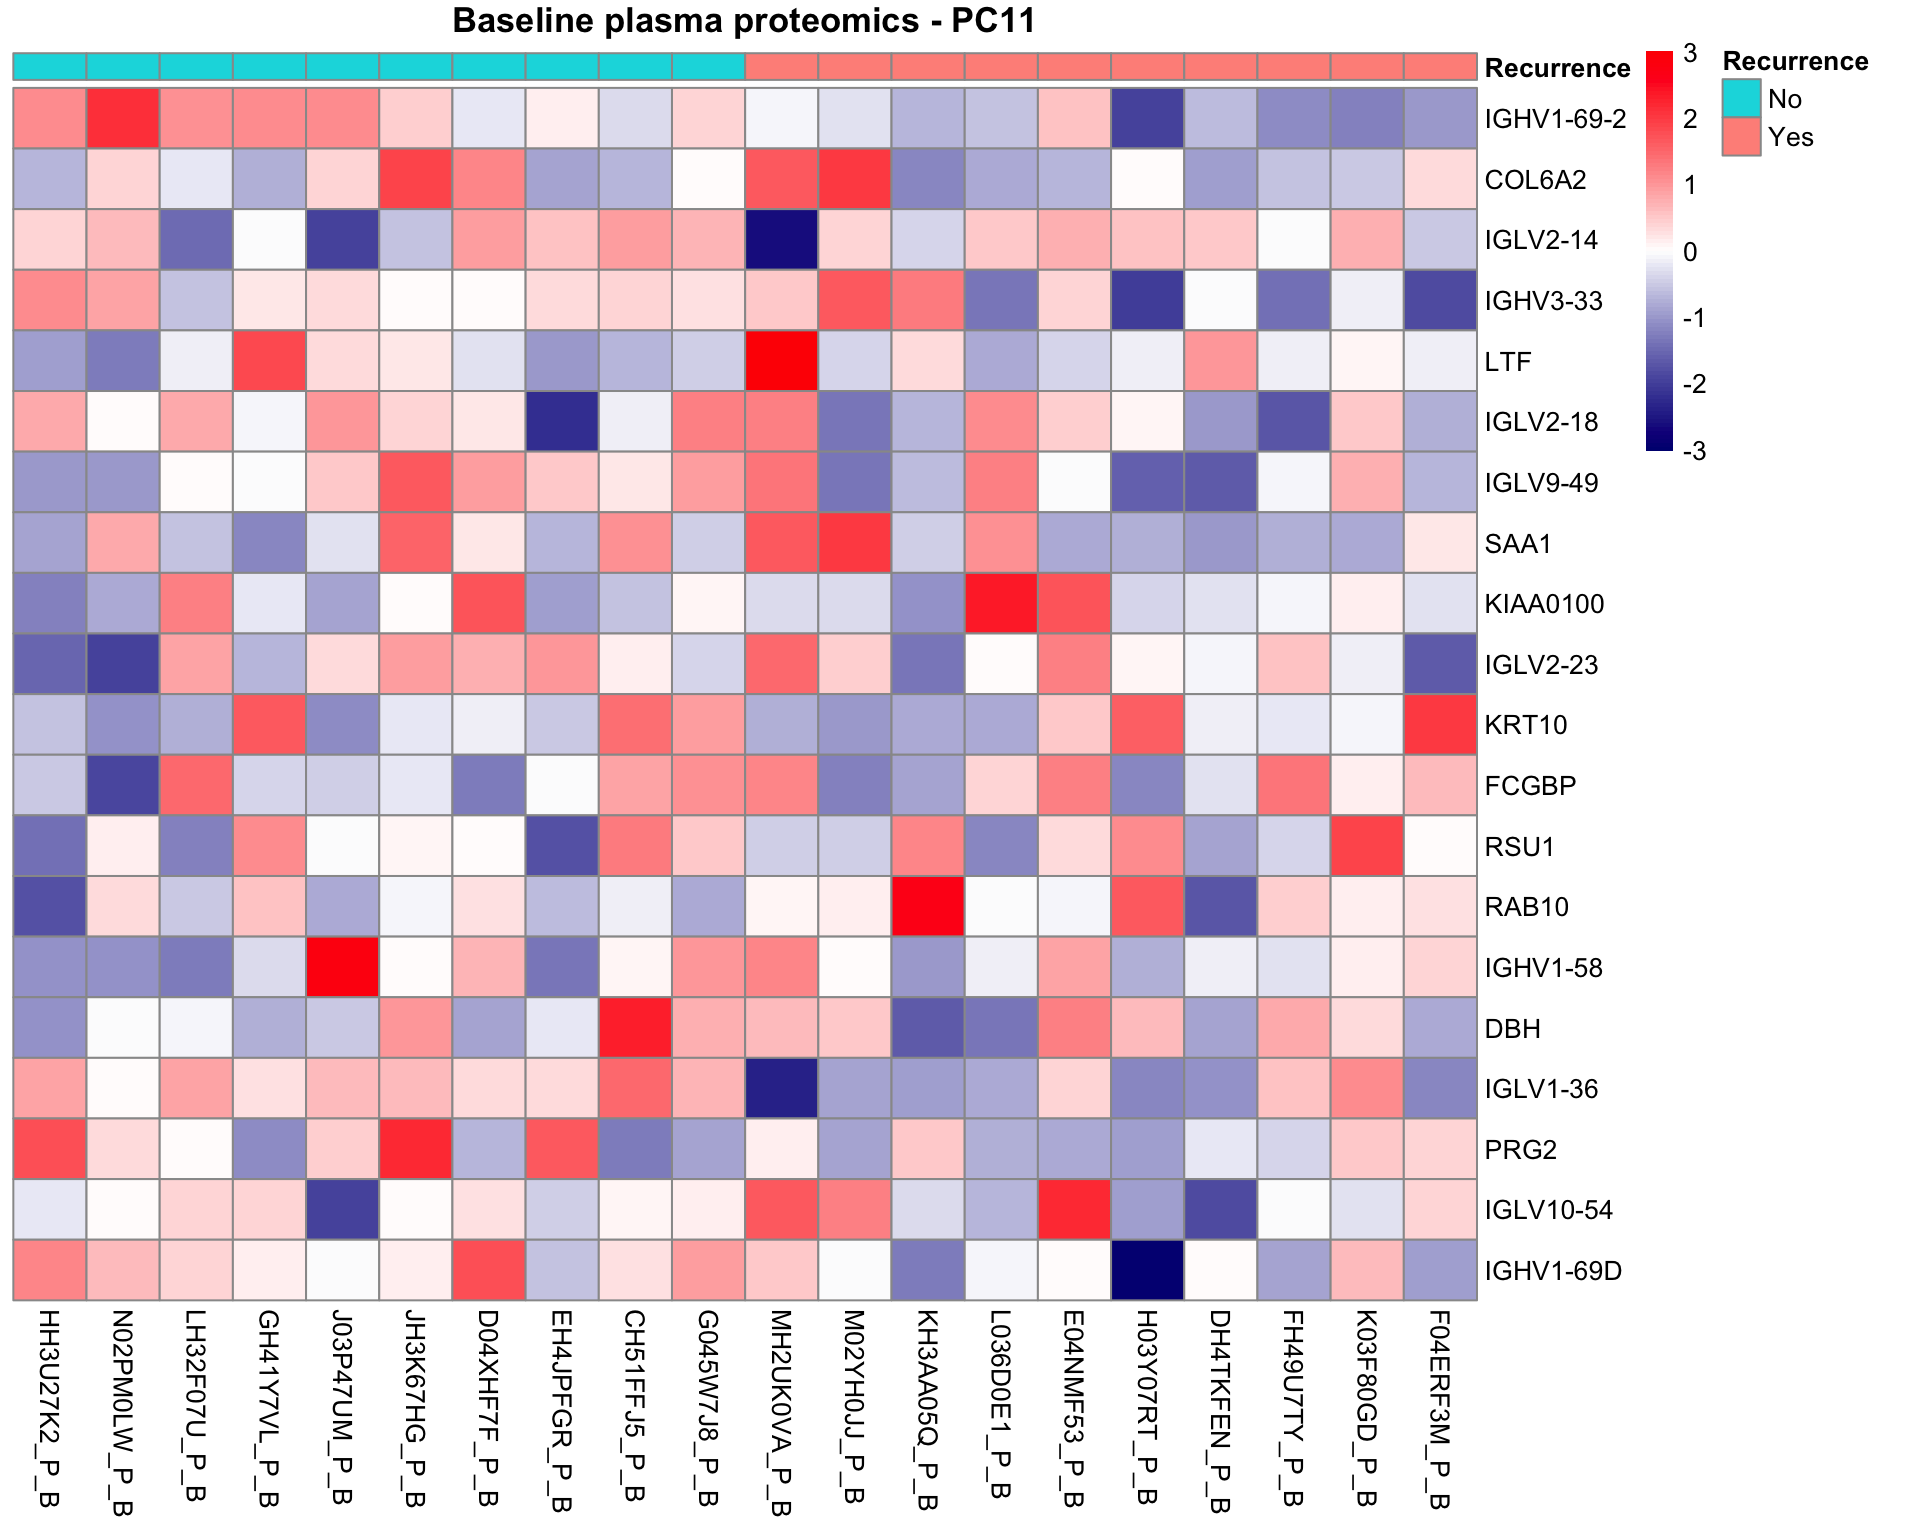 Baseline plasma proteomics - PC11
Recurrence
IGHV1-69-2
COL6A2
IGLV2-14
IGHV3-33
LTF
IGLV2-18
IGLV9-49
SAA1
KIAA0100
IGLV2-23
KRT10
FCGBP
RSU1
RAB10
IGHV1-58
DBH
IGLV1-36
PRG2
IGLV10-54
IGHV1-69D
HH3U27K2_P_B
N02PM0LW_P_B
LH32F07U_P_B
GH41Y7VL_P_B
J03P47UM_P_B
JH3K67HG_P_B
D04XHF7F_P_B
EH4JPFGR_P_B
CH51FFJ5_P_B
G045W7J8_P_B
MH2UK0VA_P_B
M02YH0JJ_P_B
KH3AA05Q_P_B
L036D0E1_P_B
E04NMF53_P_B
H03Y07RT_P_B
DH4TKFEN_P_B
FH49U7TY_P_B
K03F80GD_P_B
F04ERF3M_P_B
3
2
1
0
-1
-2
-3
Recurrence
No
Yes